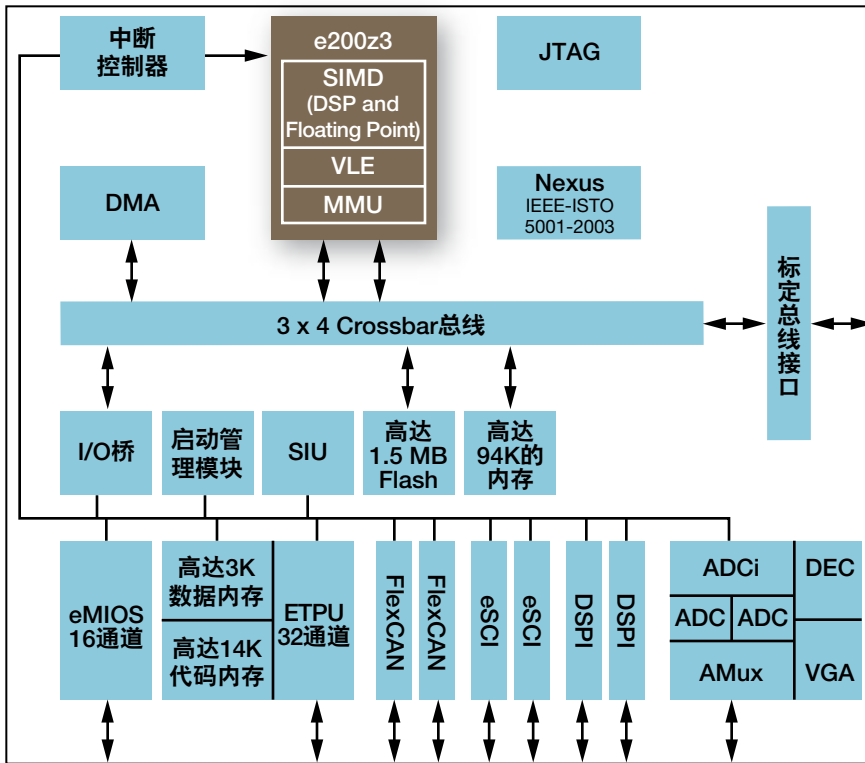 中断
控制器
e200z3
SIMD
(DSP and
Floating Point)
VLE
MMU
JTAG
DMA
Nexus
IEEE-ISTO
5001-2003
标定总线接口
3 x 4 Crossbar总线
I/O桥
启动管
理模块
SIU
高达
1.5 MB
Flash
高达
94K的
内存
eMIOS
16通道
高达3K
数据内存
高达14K
代码内存
ETPU
32通道
FlexCAN
FlexCAN
eSCI
eSCI
DSPI
DSPI
ADCi
ADC
ADC
AMux
DEC
VGA